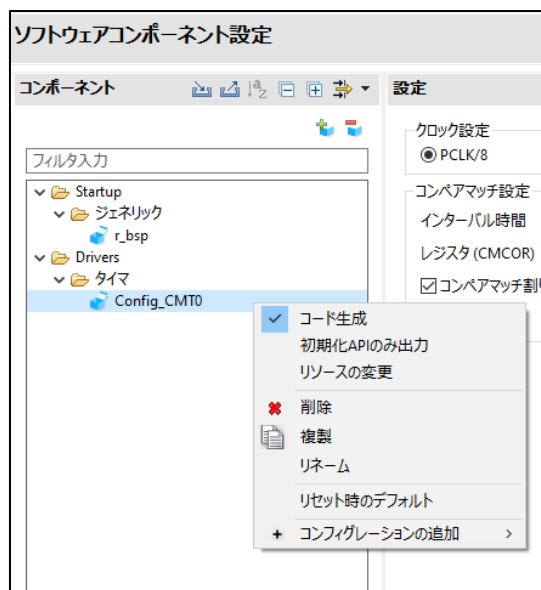 ソフトウェアコンポーネント設定
コンポーネント
フィルタ入力
Startup
ジェネリック
r_bsp
Drivers
タイマ
Config_CMT0
コード生成
初期化APIのみ出力
リソースの変更
削除
複製
リネーム
リセット時のデフォルト
コンフィグレーションの追加
設定
クロック設定
PCLK/8
コンペアマッチ設定
インターバル時間
レジスタ (CMCOR)
コンペアマッチ割